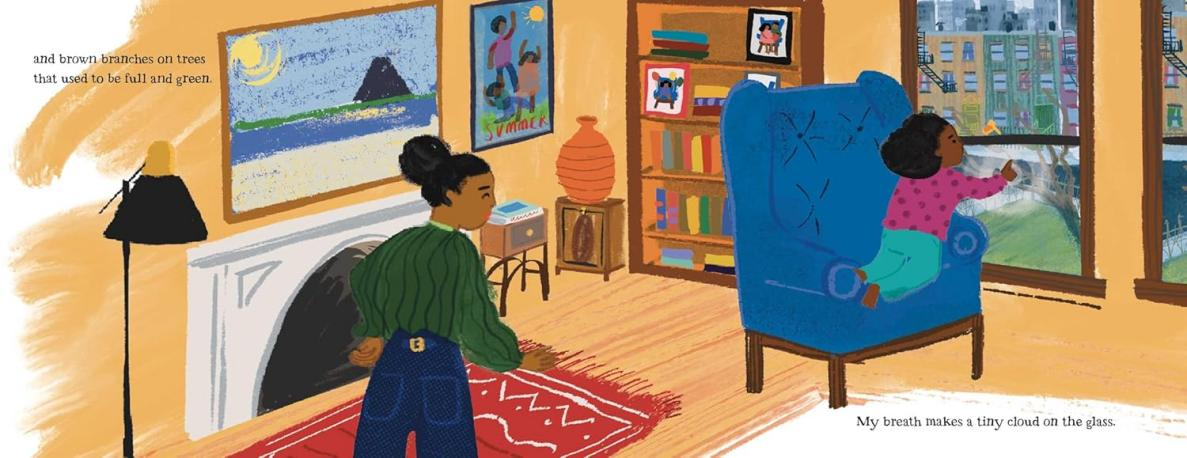 and brown branches on trees
that used to be full and green.
SUMMER
My breath makes a tiny cloud on the glass.